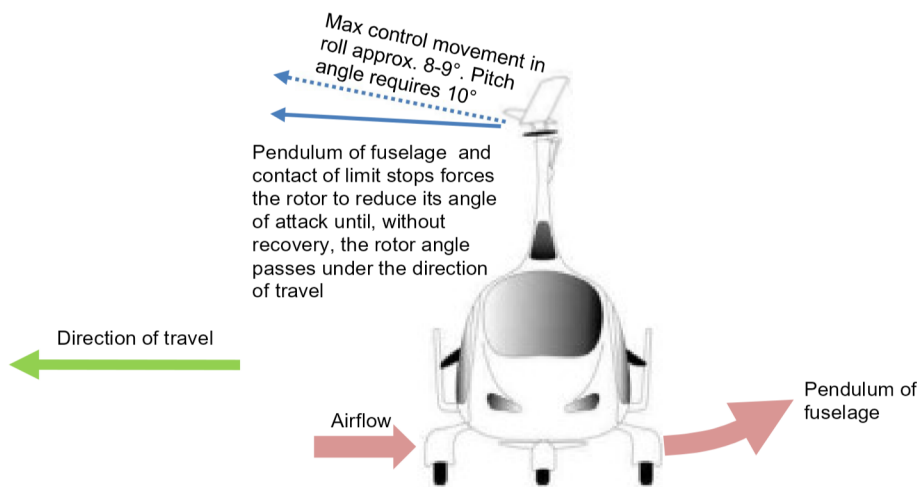 Max control movement in
roll approx. 8-9°. Pitch
angle requires 10°
Pendulum of fuselage and
contact of limit stops forces
the rotor to reduce its angle
of attack until, without
recovery, the rotor angle
passes under the direction
of travel
Direction of travel
Airflow
Pendulum of
fuselage